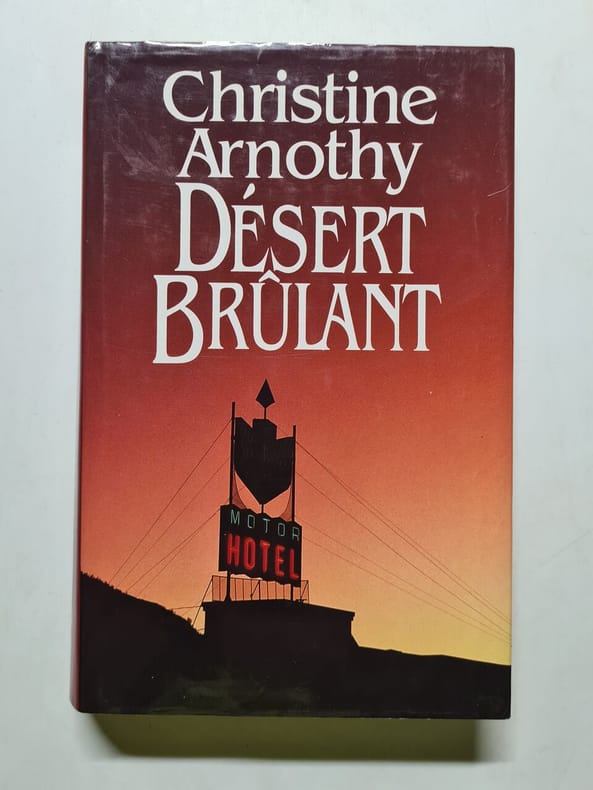 Christine
Arnothy
DÉSERT
BRÛLANT
MOTOR
HOTEL